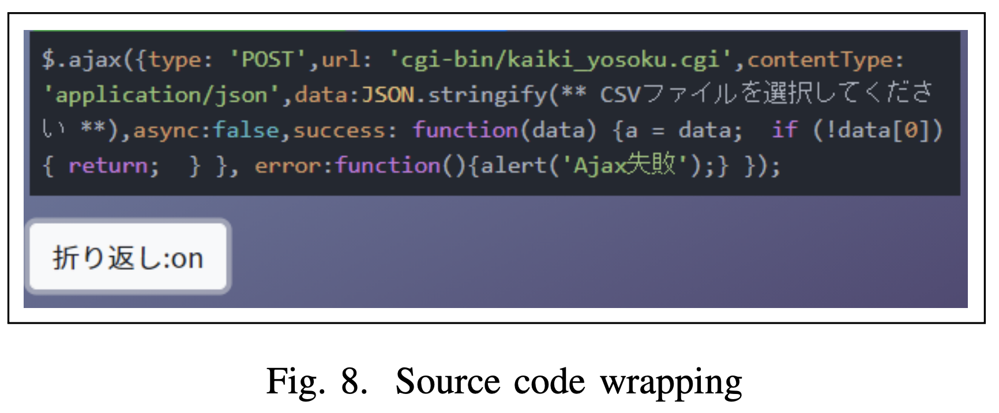 $.ajax({type: 'POST',url: 'cgi-bin/kaiki_yosoku.cgi',contentType:
'application/json',data:JSON.stringify(** CSVファイルを選択してくださ
い **),async:false,success: function(data) {a = data;  if (!data[0])
{ return;  } }, error:function(){alert('Ajax失敗');} });
折り返し:on
Fig. 8. Source code wrapping